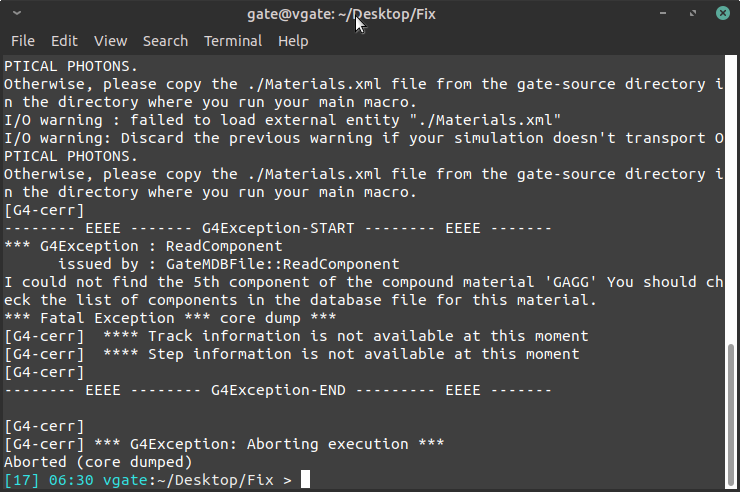 gate@vgate: ~/Desktop/Fix
File Edit View Search Terminal Help
PTICAL PHOTONS.
Otherwise, please copy the ./Materials.xml file from the gate-source directory i
n the directory where you run your main macro.
I/O warning : failed to load external entity "./Materials.xml"
I/O warning: Discard the previous warning if your simulation doesn't transport O
PTICAL PHOTONS.
Otherwise, please copy the ./Materials.xml file from the gate-source directory i
n the directory where you run your main macro.
[G4-cerr]
-------- EEEE ------- G4Exception-START -------- EEEE -------
*** G4Exception : ReadComponent
      issued by : GateMDBFile::ReadComponent
I could not find the 5th component of the compound material 'GAGG' You should ch
eck the list of components in the database file for this material.
*** Fatal Exception *** core dump ***
[G4-cerr]  **** Track information is not available at this moment
[G4-cerr]  **** Step information is not available at this moment
[G4-cerr]
-------- EEEE -------- G4Exception-END --------- EEEE -------
[G4-cerr]
[G4-cerr] *** G4Exception: Aborting execution ***
Aborted (core dumped)
[17] 06:30 vgate:~/Desktop/Fix >